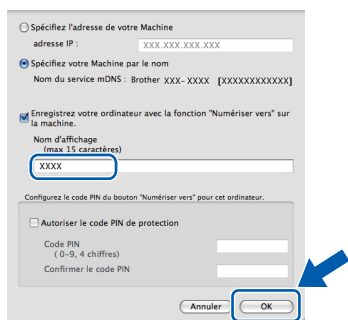 Spécifiez l'adresse de votre Machine
adresse IP : XXX.XXX.XXX.XXX
Spécifiez votre Machine par le nom
Nom du service mDNS : Brother XXX-XXXX [XXXXXXXXXXXX]
Enregistrez votre ordinateur avec la fonction "Numériser vers" sur
la machine.
Nom d'affichage
(max 15 caractères)
XXXX
Configurez le code PIN du bouton "Numériser vers" pour cet ordinateur.
Autoriser le code PIN de protection
Code PIN
( 0-9, 4 chiffres)
Confirmer le code PIN
Annuler OK